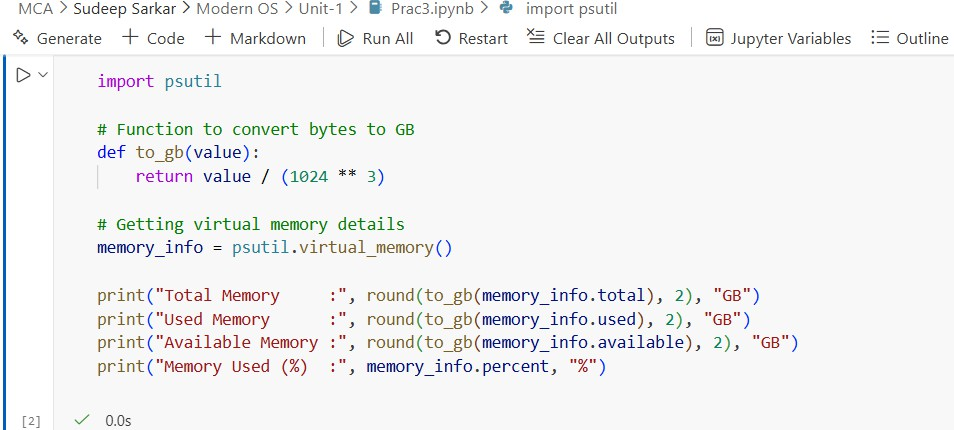 MCA > Sudeep Sarkar > Modern OS > Unit-1 > Prac3.ipynb > import psutil
Generate + Code + Markdown | Run All Restart Clear All Outputs | Jupyter Variables Outline
import psutil
# Function to convert bytes to GB
def to_gb(value):
    return value / (1024 ** 3)
# Getting virtual memory details
memory_info = psutil.virtual_memory()
print("Total Memory     :", round(to_gb(memory_info.total), 2), "GB")
print("Used Memory      :", round(to_gb(memory_info.used), 2), "GB")
print("Available Memory :", round(to_gb(memory_info.available), 2), "GB")
print("Memory Used (%)  :", memory_info.percent, "%")
[2] ✓ 0.0s